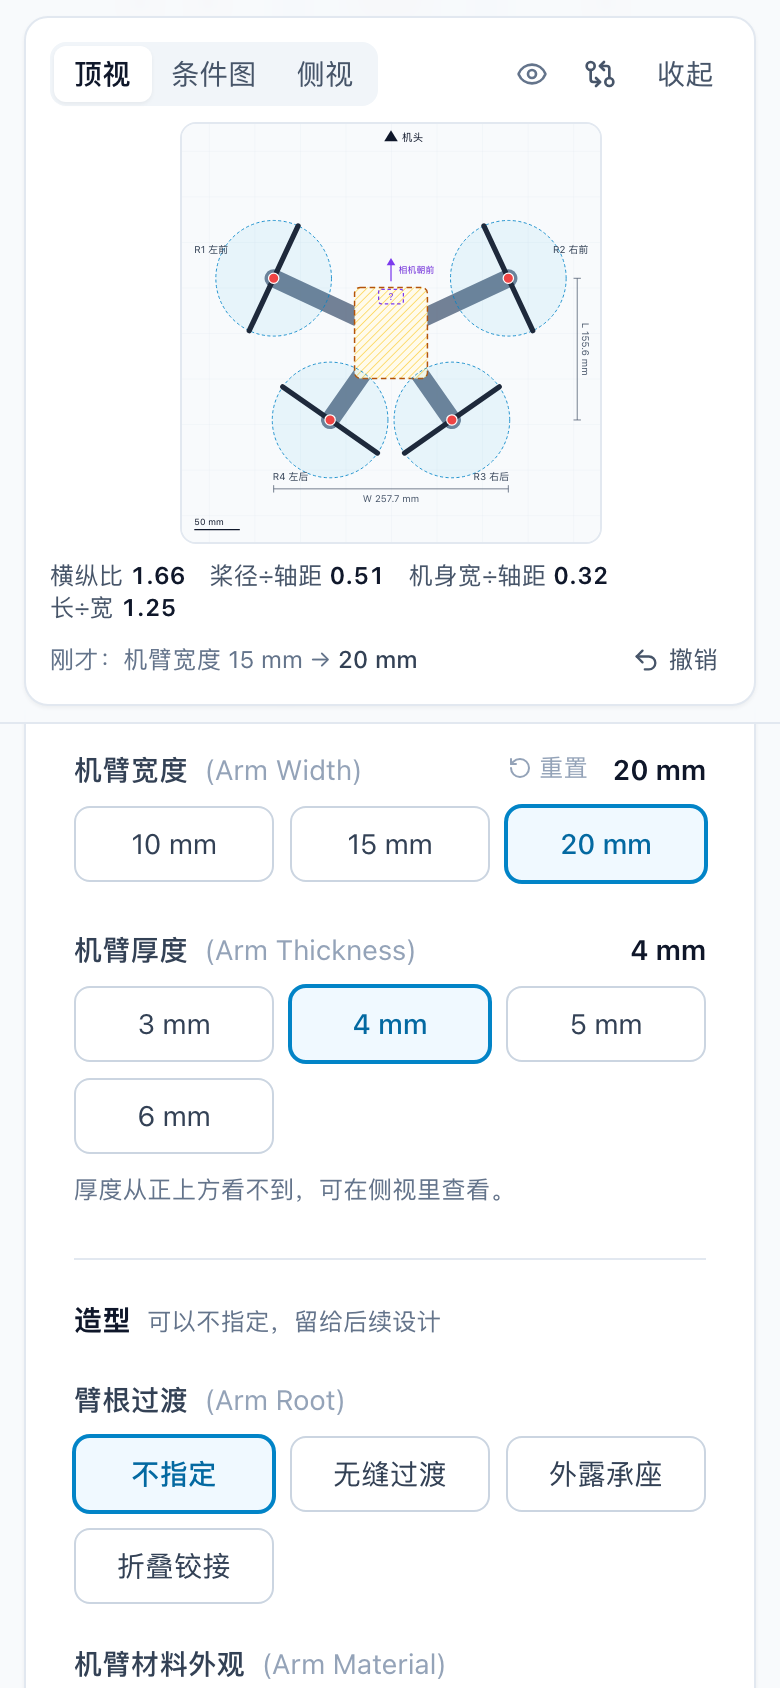 顶视 条件图 侧视 收起
▲ 机头
R1 左前
R2 右前
相机朝前
?
L 155.6 mm
R4 左后
R3 右后
W 257.7 mm
50 mm
横纵比 1.66 桨径÷轴距 0.51 机身宽÷轴距 0.32
长÷宽 1.25
刚才：机臂宽度 15 mm → 20 mm 撤销
机臂宽度 (Arm Width) 重置 20 mm
10 mm 15 mm 20 mm
机臂厚度 (Arm Thickness) 4 mm
3 mm 4 mm 5 mm
6 mm
厚度从正上方看不到，可在侧视里查看。
造型 可以不指定，留给后续设计
臂根过渡 (Arm Root)
不指定 无缝过渡 外露承座
折叠铰接
机臂材料外观 (Arm Material)